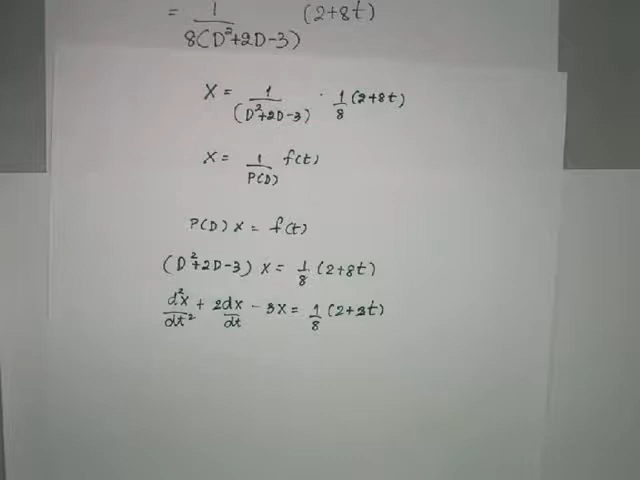 = 1/8(D²+2D-3) (2+8t)
X = 1/(D²+2D-3) · 1/8 (2+8t)
X = 1/P(D) f(t)
P(D) x = f(t)
(D²+2D-3) x = 1/8 (2+8t)
d²x/dt² + 2dx/dt - 3x = 1/8 (2+3t)